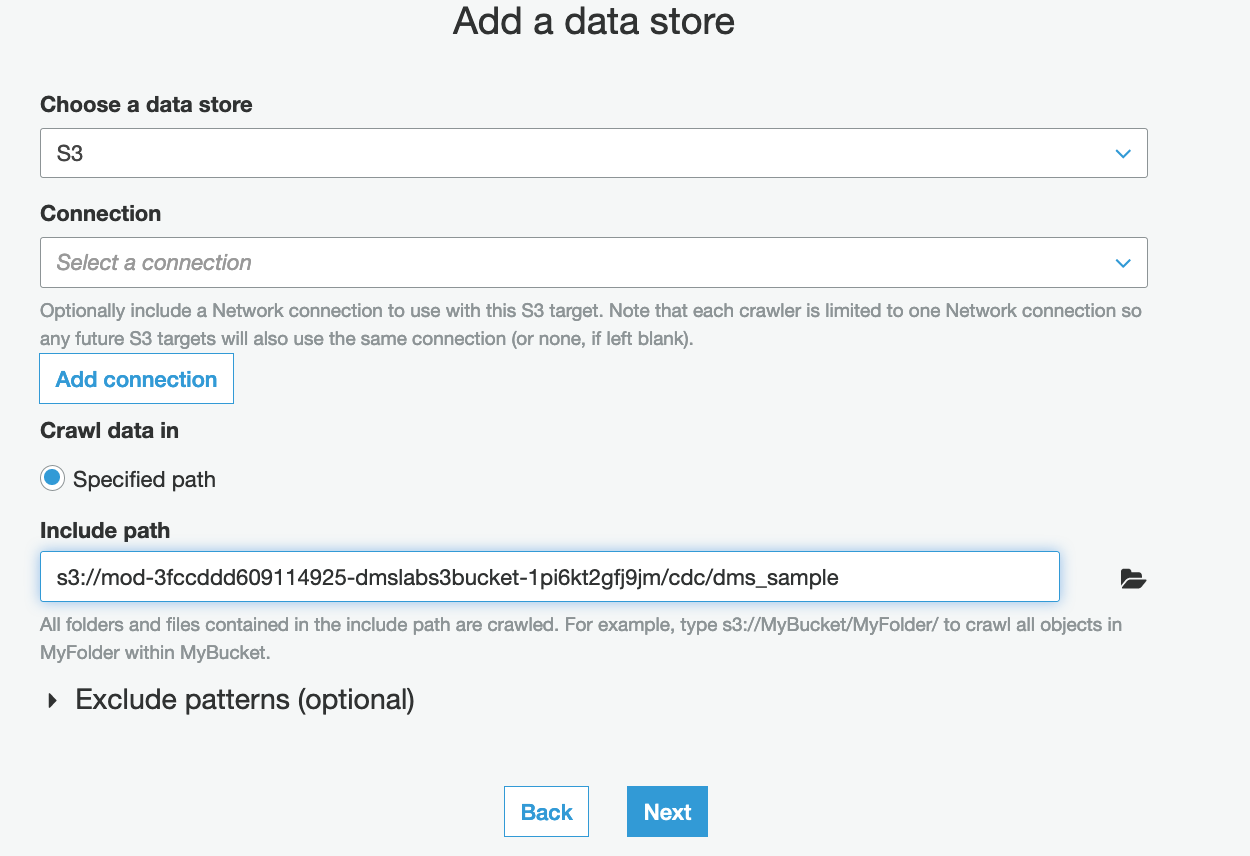 Add a data store
Choose a data store
S3
Connection
Select a connection
Optionally include a Network connection to use with this S3 target. Note that each crawler is limited to one Network connection so
any future S3 targets will also use the same connection (or none, if left blank).
Add connection
Crawl data in
Specified path
Include path
s3://mod-3fccddd609114925-dmslabs3bucket-1pi6kt2gfj9jm/cdc/dms_sample
All folders and files contained in the include path are crawled. For example, type s3://MyBucket/MyFolder/ to crawl all objects in
MyFolder within MyBucket.
Exclude patterns (optional)
Back
Next